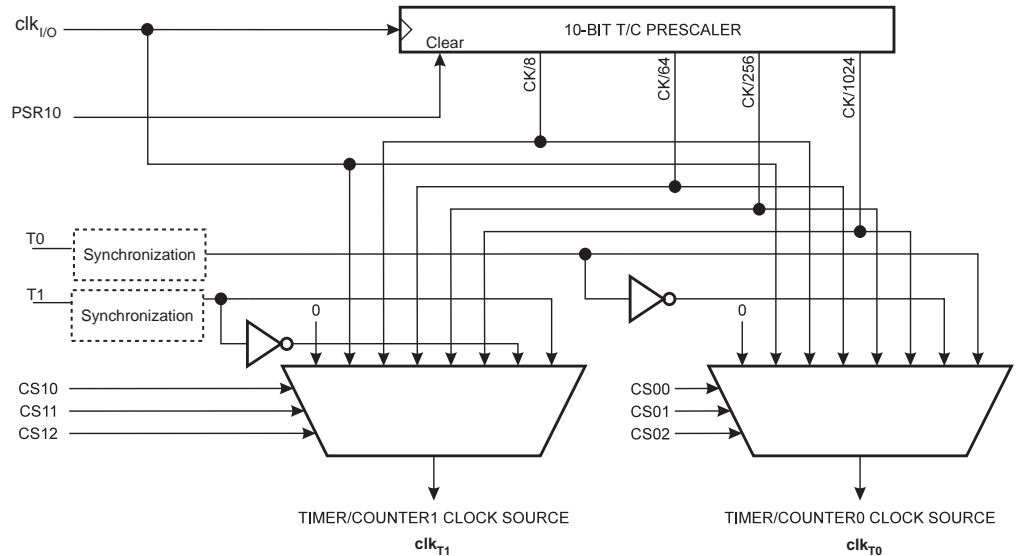 clkI/O
10-BIT T/C PRESCALER
Clear
CK/8
CK/64
CK/256
CK/1024
PSR10
T0
Synchronization
T1
Synchronization
0
0
CS10
CS11
CS12
CS00
CS01
CS02
TIMER/COUNTER1 CLOCK SOURCE
clkT1
TIMER/COUNTER0 CLOCK SOURCE
clkT0